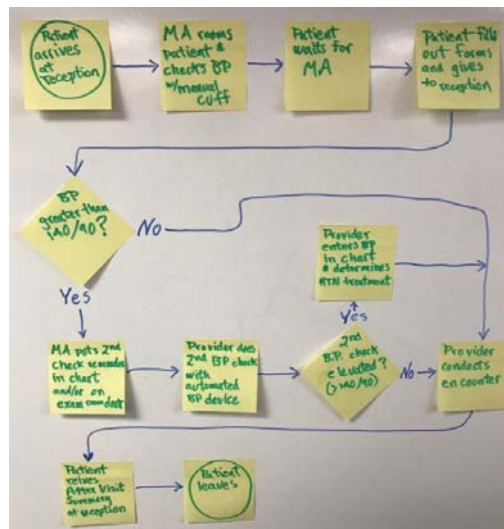 Patient
arrives
at
reception
MA rooms
patient &
checks BP
w/manual
cuff
Patient
waits for
MA
Patient fills
out forms
and gives
to reception
BP
greater than
140/90?
No
Yes
Provider
enters BP
in chart
& determines
HTN treatment
Yes
MA puts 2nd
check reminder
in chart
and/or on
exam room door
Provider does
2nd BP check
with
automated
BP device
2nd
B.P. check
elevated?
(>140/90)
No
Provider
conducts
encounter
Patient
reives
After Visit
Summary
at reception
Patient
leaves